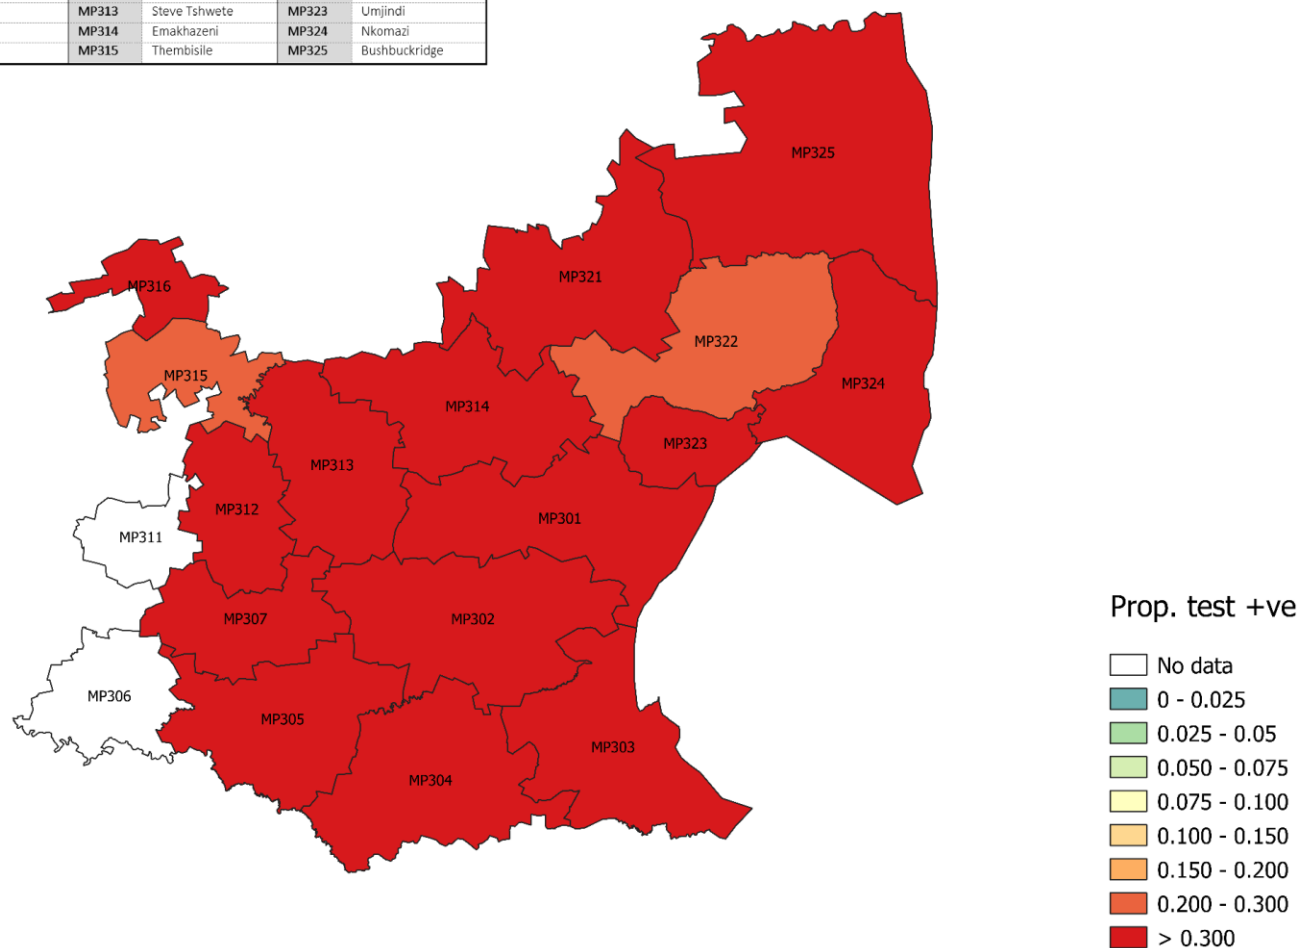 MP313 Steve Tshwete MP323 Umjindi
MP314 Emakhazeni MP324 Nkomazi
MP315 Thembisile MP325 Bushbuckridge
MP325
MP321
MP316
MP322
MP315
MP324
MP314
MP323
MP313
MP312
MP301
MP311
MP307
MP302
MP306
MP305
MP303
MP304
Prop. test +ve
No data
0 - 0.025
0.025 - 0.05
0.050 - 0.075
0.075 - 0.100
0.100 - 0.150
0.150 - 0.200
0.200 - 0.300
> 0.300